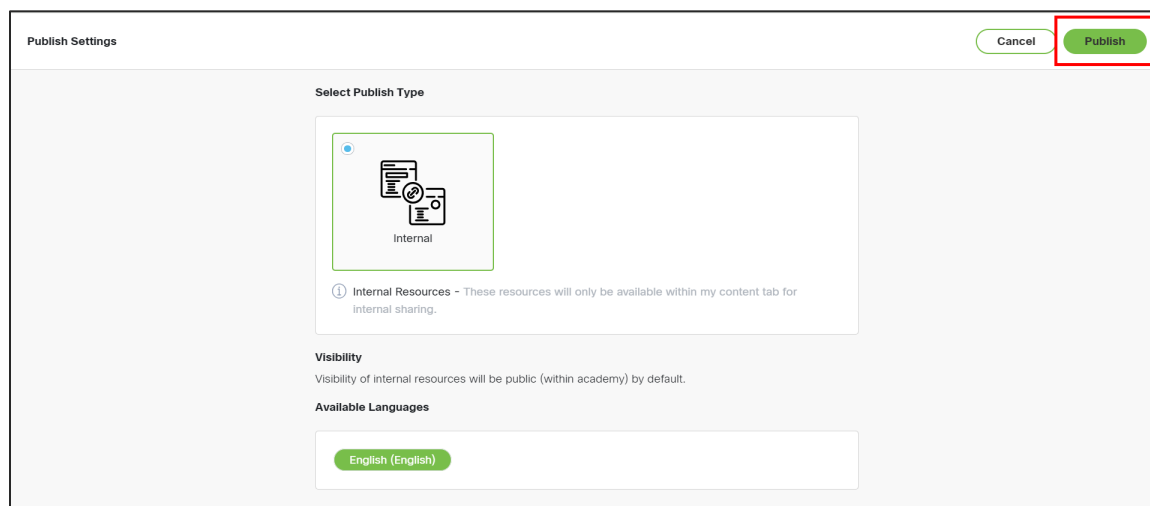 Publish Settings
Cancel
Publish
Select Publish Type
Internal
Internal Resources - These resources will only be available within my content tab for
internal sharing.
Visibility
Visibility of internal resources will be public (within academy) by default.
Available Languages
English (English)